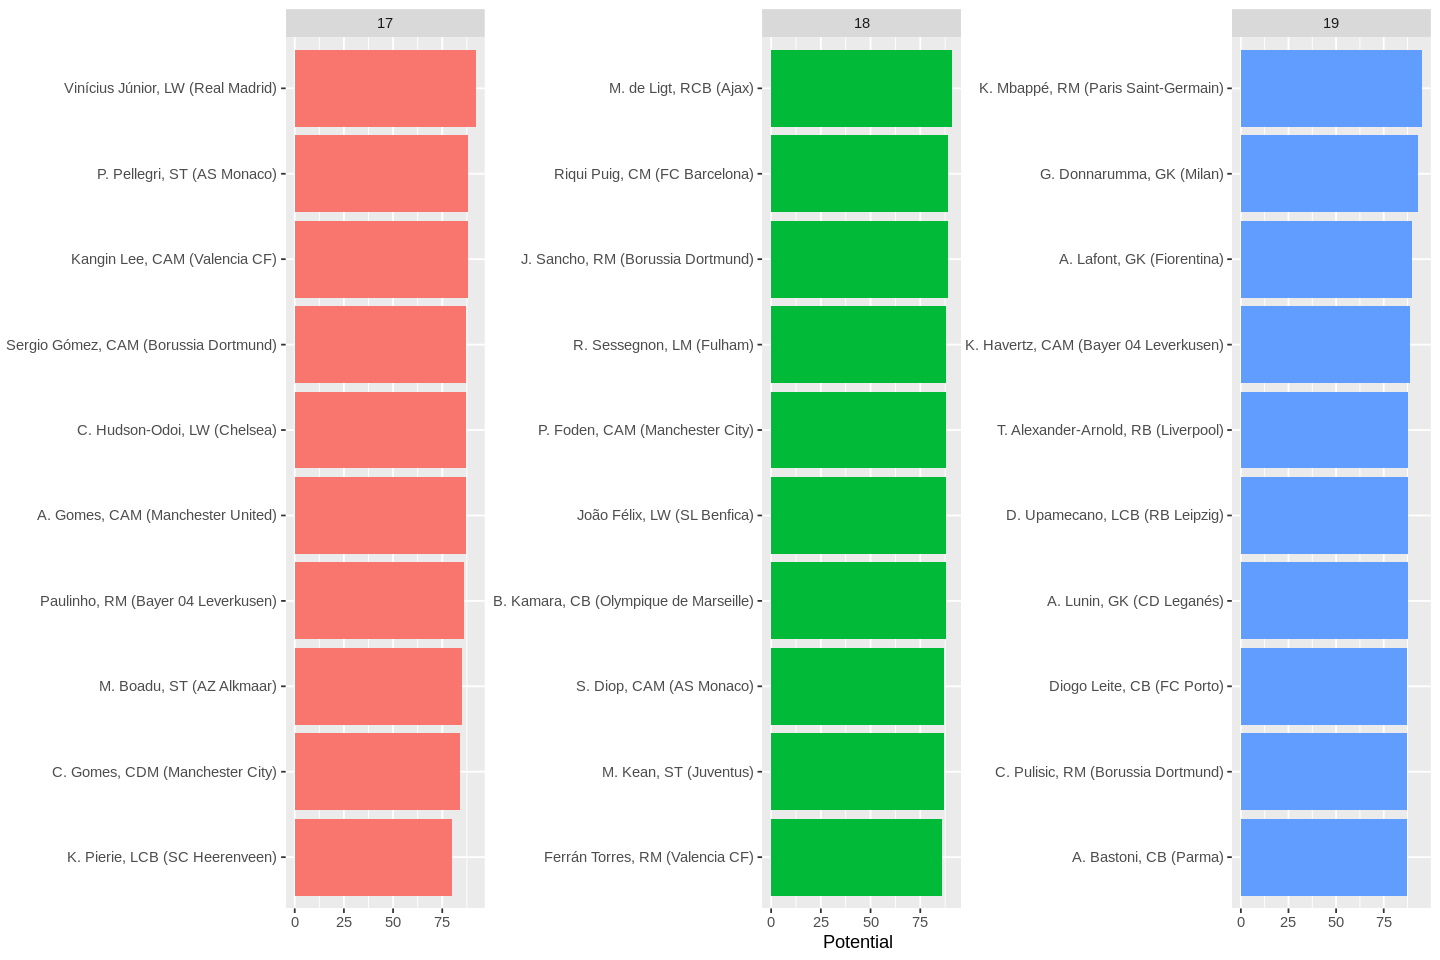 17
Vinícius Júnior, LW (Real Madrid)
P. Pellegri, ST (AS Monaco)
Kangin Lee, CAM (Valencia CF)
Sergio Gómez, CAM (Borussia Dortmund)
C. Hudson-Odoi, LW (Chelsea)
A. Gomes, CAM (Manchester United)
Paulinho, RM (Bayer 04 Leverkusen)
M. Boadu, ST (AZ Alkmaar)
C. Gomes, CDM (Manchester City)
K. Pierie, LCB (SC Heerenveen)
0 25 50 75
18
M. de Ligt, RCB (Ajax)
Riqui Puig, CM (FC Barcelona)
J. Sancho, RM (Borussia Dortmund)
R. Sessegnon, LM (Fulham)
P. Foden, CAM (Manchester City)
João Félix, LW (SL Benfica)
B. Kamara, CB (Olympique de Marseille)
S. Diop, CAM (AS Monaco)
M. Kean, ST (Juventus)
Ferrán Torres, RM (Valencia CF)
0 25 50 75
19
K. Mbappé, RM (Paris Saint-Germain)
G. Donnarumma, GK (Milan)
A. Lafont, GK (Fiorentina)
K. Havertz, CAM (Bayer 04 Leverkusen)
T. Alexander-Arnold, RB (Liverpool)
D. Upamecano, LCB (RB Leipzig)
A. Lunin, GK (CD Leganés)
Diogo Leite, CB (FC Porto)
C. Pulisic, RM (Borussia Dortmund)
A. Bastoni, CB (Parma)
0 25 50 75
Potential